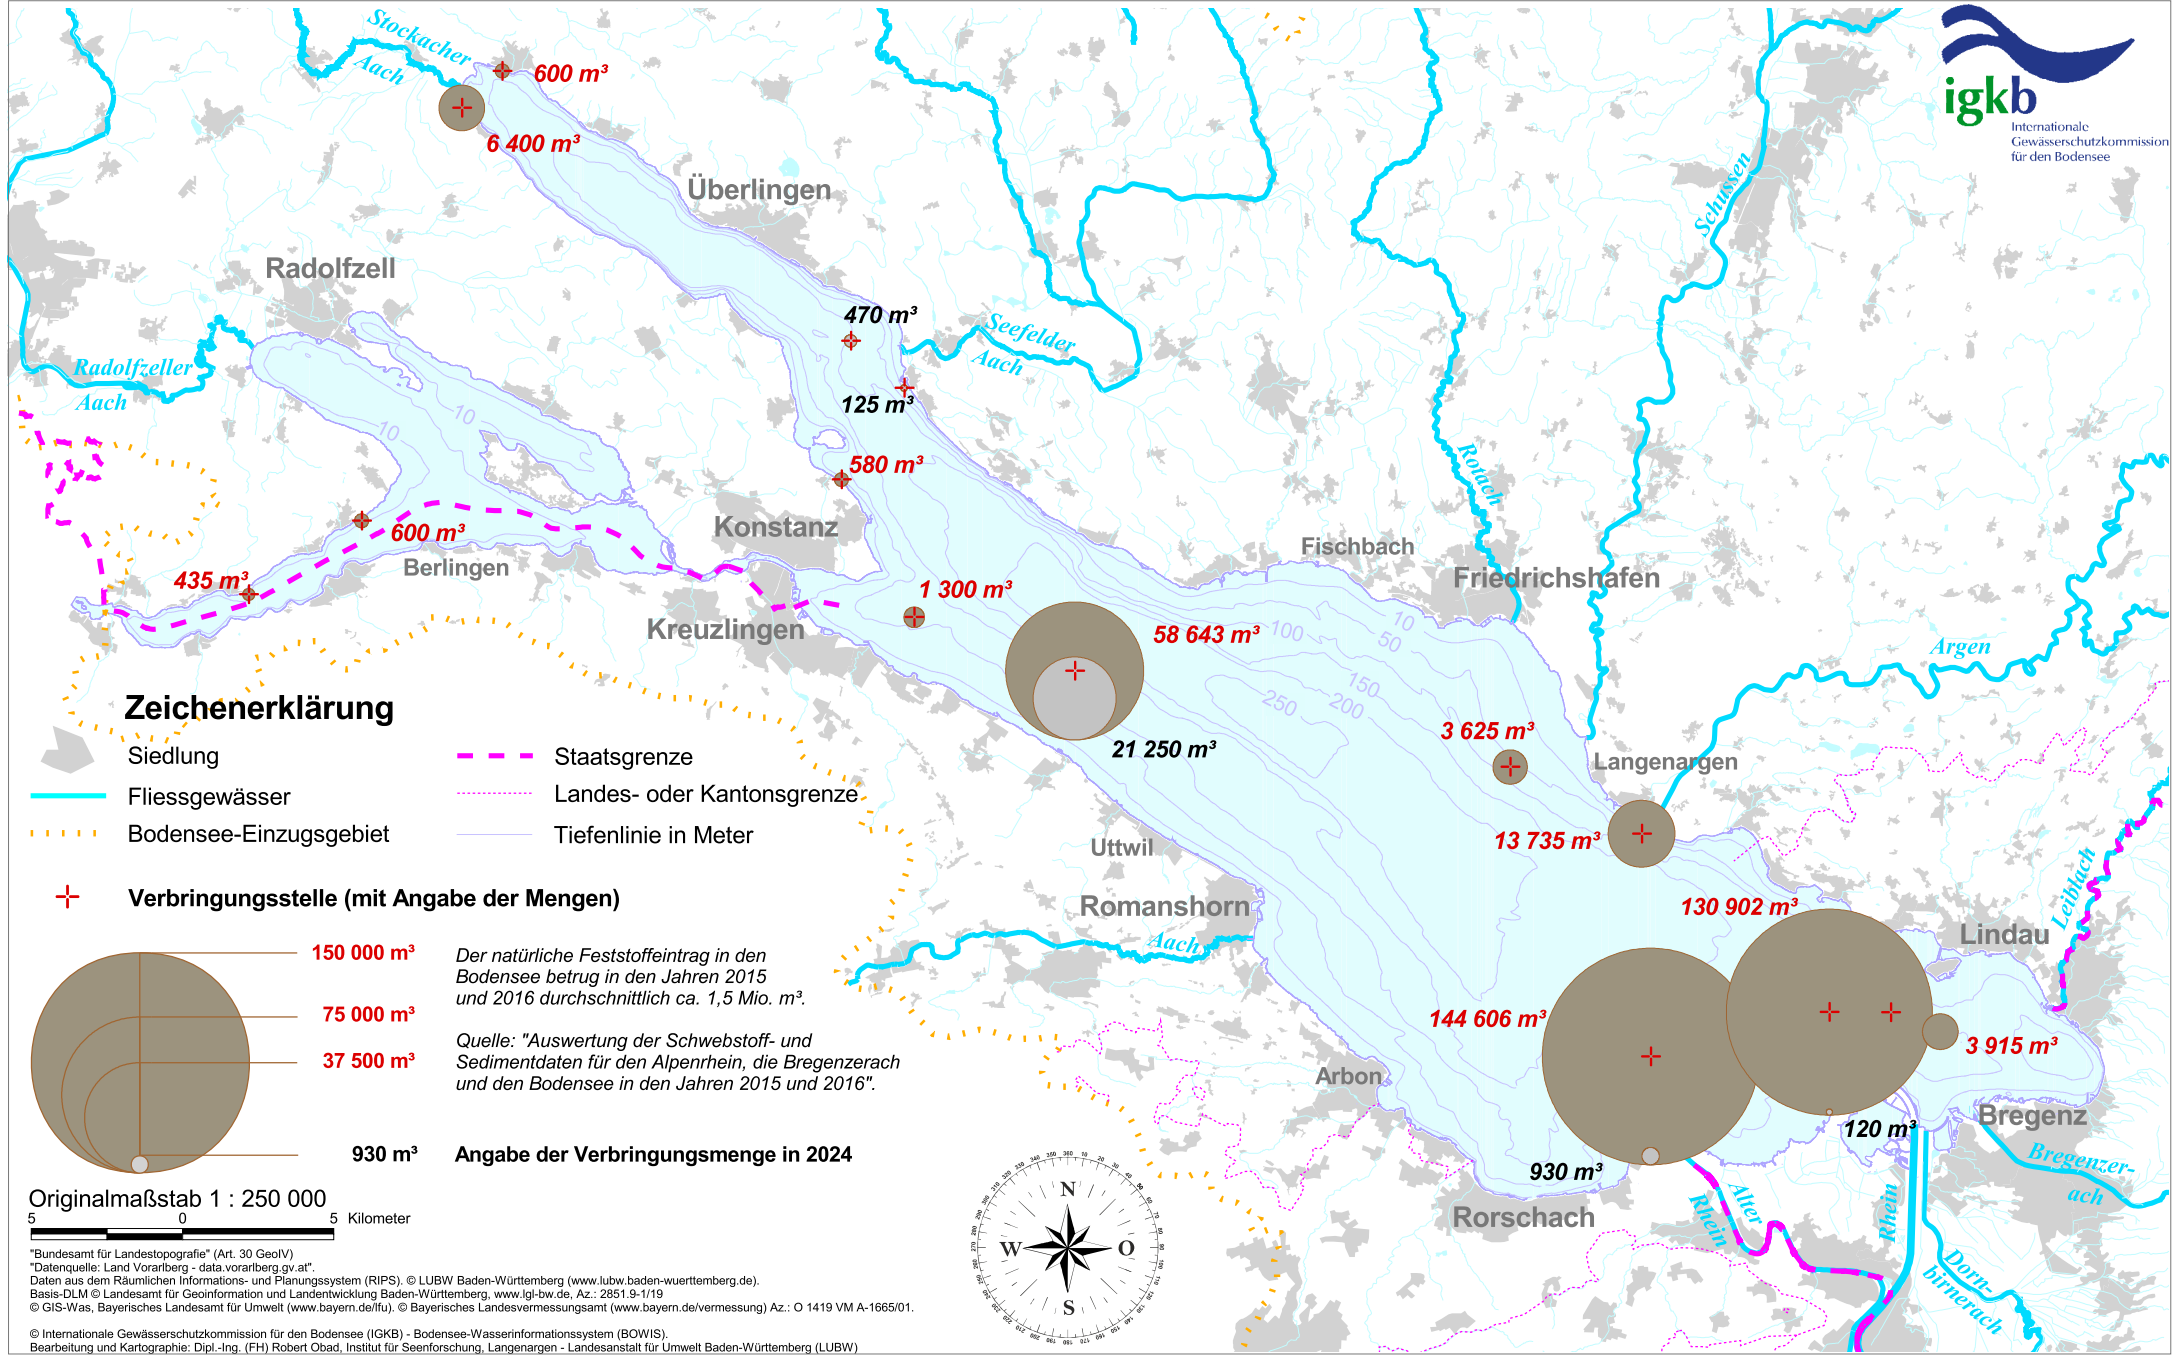 Stockacher
Aach
600 m³
6 400 m³
igkb
Internationale
Gewässerschutzkommission
für den Bodensee
Überlingen
Schussen
Radolfzell
470 m³
Seefelder
Aach
Radolfzeller
Aach
125 m³
10
10
580 m³
Rotach
Konstanz
600 m³
Berlingen
435 m³
Fischbach
Friedrichshafen
1 300 m³
Kreuzlingen
58 643 m³
100
10
50
150
200
250
Argen
21 250 m³
3 625 m³
Langenargen
13 735 m³
Uttwil
Romanshorn
Aach
130 902 m³
Lindau
Leiblach
144 606 m³
3 915 m³
Arbon
Bregenz
120 m³
930 m³
Bregenzer-
ach
Rorschach
Alter
Rhein
Rhein
Dorn-
birnerach
Zeichenerklärung
Siedlung
Fliessgewässer
Bodensee-Einzugsgebiet
Staatsgrenze
Landes- oder Kantonsgrenze
Tiefenlinie in Meter
Verbringungsstelle (mit Angabe der Mengen)
150 000 m³
75 000 m³
37 500 m³
Der natürliche Feststoffeintrag in den
Bodensee betrug in den Jahren 2015
und 2016 durchschnittlich ca. 1,5 Mio. m³.
Quelle: "Auswertung der Schwebstoff- und
Sedimentdaten für den Alpenrhein, die Bregenzerach
und den Bodensee in den Jahren 2015 und 2016".
930 m³ Angabe der Verbringungsmenge in 2024
Originalmaßstab 1 : 250 000
5 0 5 Kilometer
N
W O
S
"Bundesamt für Landestopografie" (Art. 30 GeoIV)
"Datenquelle: Land Vorarlberg - data.vorarlberg.gv.at".
Daten aus dem Räumlichen Informations- und Planungssystem (RIPS). © LUBW Baden-Württemberg (www.lubw.baden-wuerttemberg.de).
Basis-DLM © Landesamt für Geoinformation und Landentwicklung Baden-Württemberg, www.lgl-bw.de, Az.: 2851.9-1/19
© GIS-Was, Bayerisches Landesamt für Umwelt (www.bayern.de/lfu). © Bayerisches Landesvermessungsamt (www.bayern.de/vermessung) Az.: O 1419 VM A-1665/01.
© Internationale Gewässerschutzkommission für den Bodensee (IGKB) - Bodensee-Wasserinformationssystem (BOWIS).
Bearbeitung und Kartographie: Dipl.-Ing. (FH) Robert Obad, Institut für Seenforschung, Langenargen - Landesanstalt für Umwelt Baden-Württemberg (LUBW)